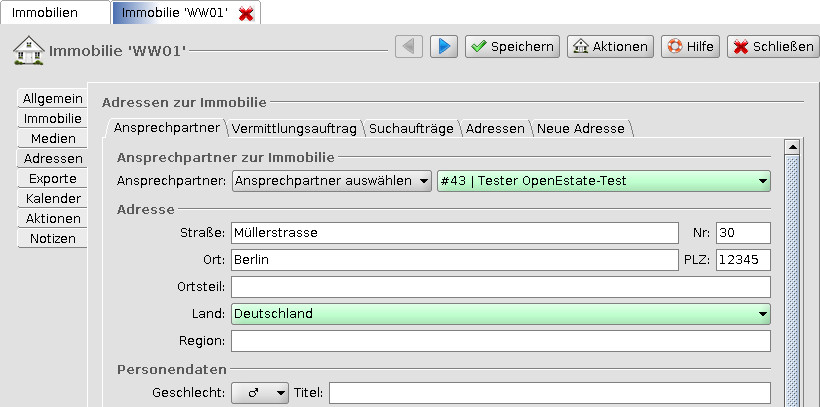 Immobilien Immobilie 'WW01'
Immobilie 'WW01' Speichern Aktionen Hilfe Schließen
Allgemein
Immobilie
Medien
Adressen
Exporte
Kalender
Aktionen
Notizen
Adressen zur Immobilie
Ansprechpartner Vermittlungsauftrag Suchaufträge Adressen Neue Adresse
Ansprechpartner zur Immobilie
Ansprechpartner: Ansprechpartner auswählen #43 | Tester OpenEstate-Test
Adresse
Straße: Müllerstrasse Nr: 30
Ort: Berlin PLZ: 12345
Ortsteil:
Land: Deutschland
Region:
Personendaten
Geschlecht: ♂ Titel: